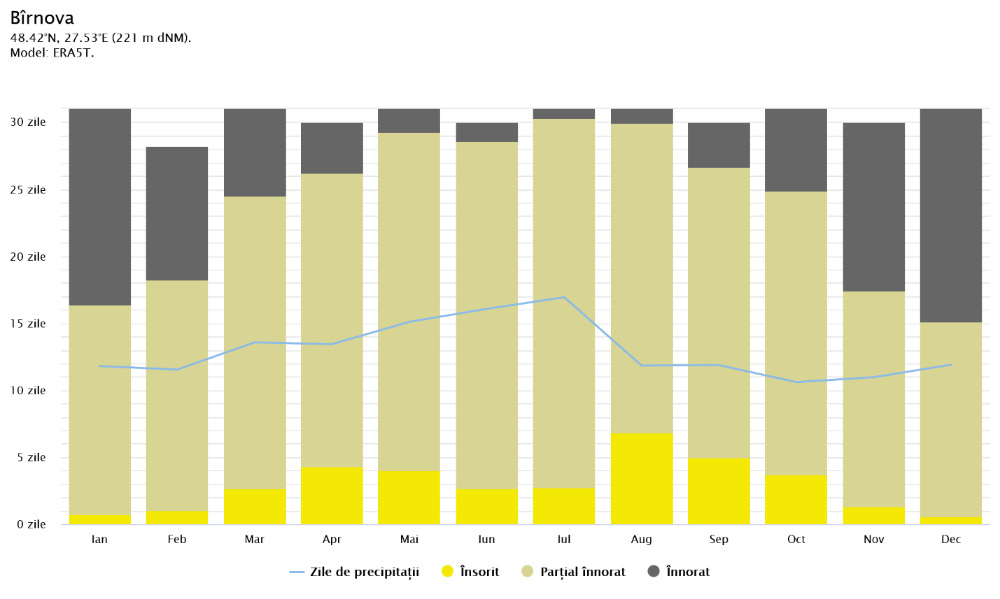 Bîrnova
48.42°N, 27.53°E (221 m dNM).
Model: ERA5T.
30 zile
25 zile
20 zile
15 zile
10 zile
5 zile
0 zile
Ian Feb Mar Apr Mai Iun Iul Aug Sep Oct Nov Dec
Zile de precipitații Însorit Parțial înnorat Înnorat